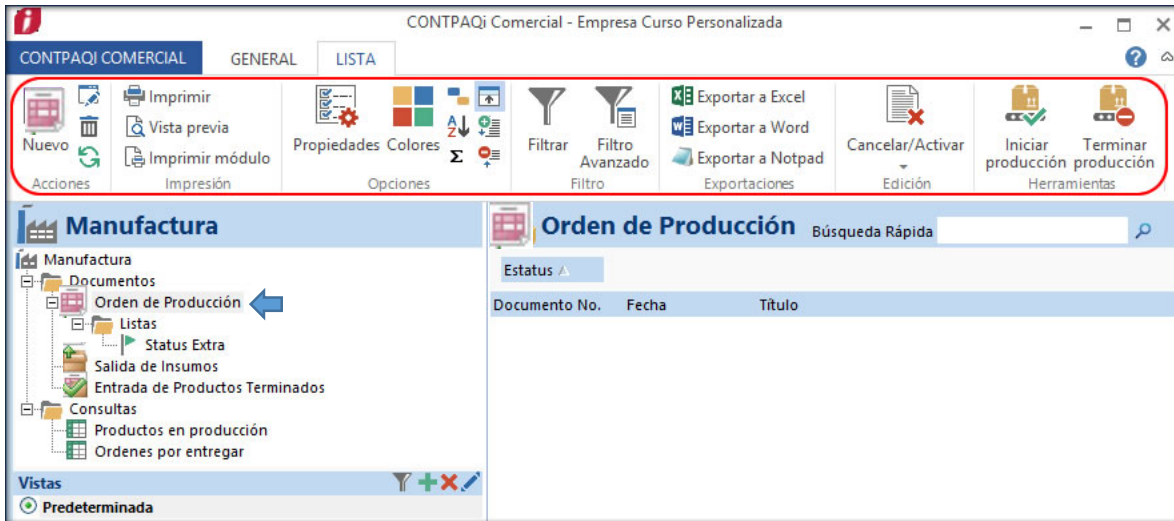 CONTPAQi Comercial - Empresa Curso Personalizada
CONTPAQI COMERCIAL GENERAL LISTA
Nuevo
Acciones
Imprimir
Vista previa
Imprimir módulo
Impresión
Propiedades Colores
Opciones
Filtrar Filtro
Avanzado
Filtro
Exportar a Excel
Exportar a Word
Exportar a Notpad
Exportaciones
Cancelar/Activar
Edición
Iniciar
producción
Terminar
producción
Herramientas
Manufactura
Manufactura
Documentos
Orden de Producción
Listas
Status Extra
Salida de Insumos
Entrada de Productos Terminados
Consultas
Productos en producción
Ordenes por entregar
Vistas
Predeterminada
Orden de Producción Búsqueda Rápida
Estatus
Documento No. Fecha Título